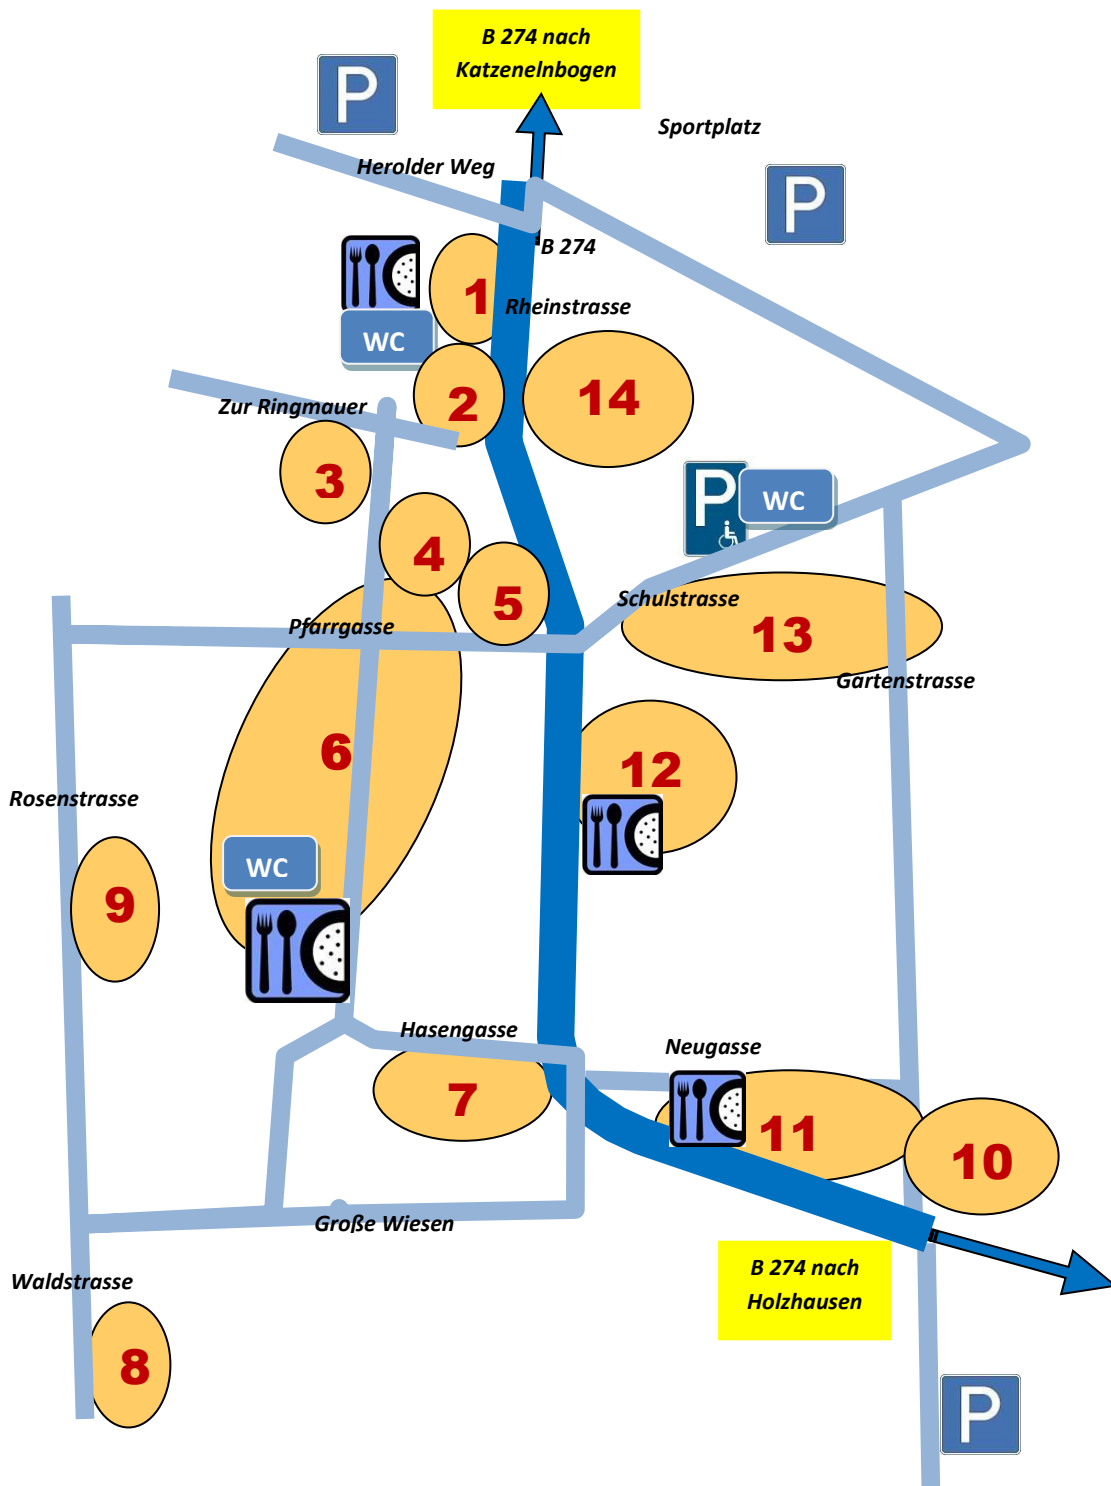 B 274 nach
Katzenelnbogen
P
Sportplatz
Herolder Weg
P
B 274
1
Rheinstrasse
WC
2
14
Zur Ringmauer
3
P
WC
4
5
Schulstrasse
Pfarrgasse
13
Gartenstrasse
6
12
Rosenstrasse
WC
9
Hasengasse
Neugasse
7
11
10
Große Wiesen
B 274 nach
Holzhausen
Waldstrasse
8
P